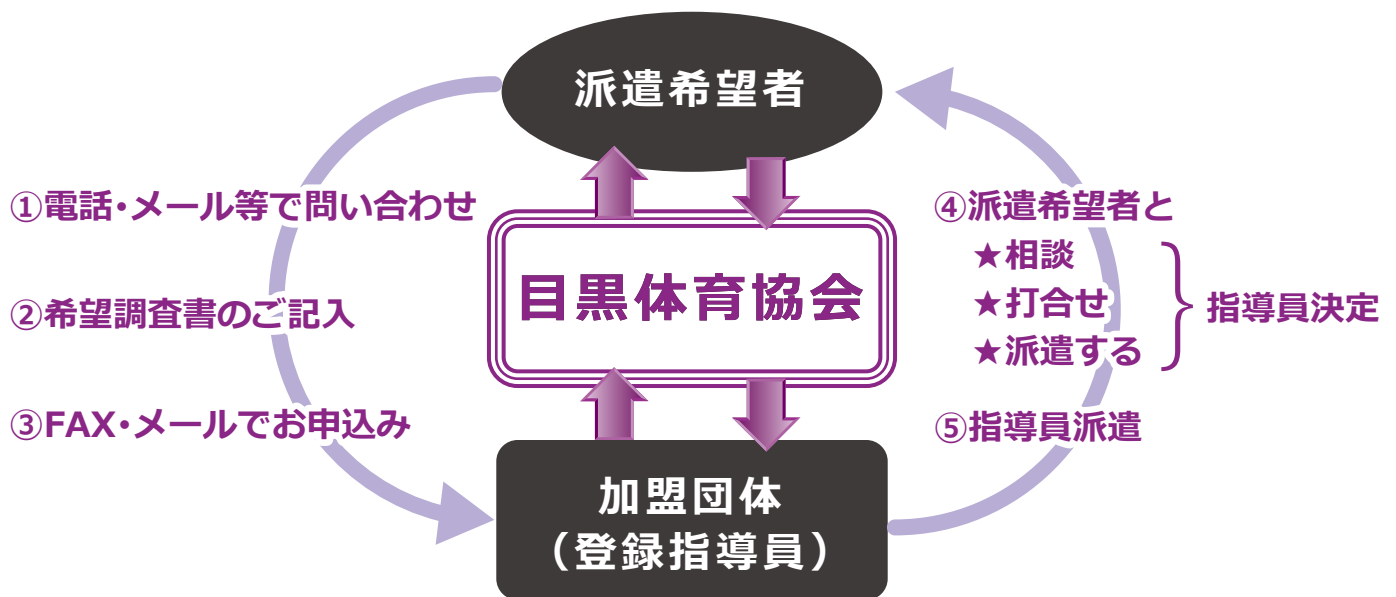 派遣希望者
①電話・メール等で問い合わせ
②希望調査書のご記入
③FAX・メールでお申込み
目黒体育協会
④派遣希望者と
★相談
★打合せ
★派遣する
指導員決定
⑤指導員派遣
加盟団体
（登録指導員）